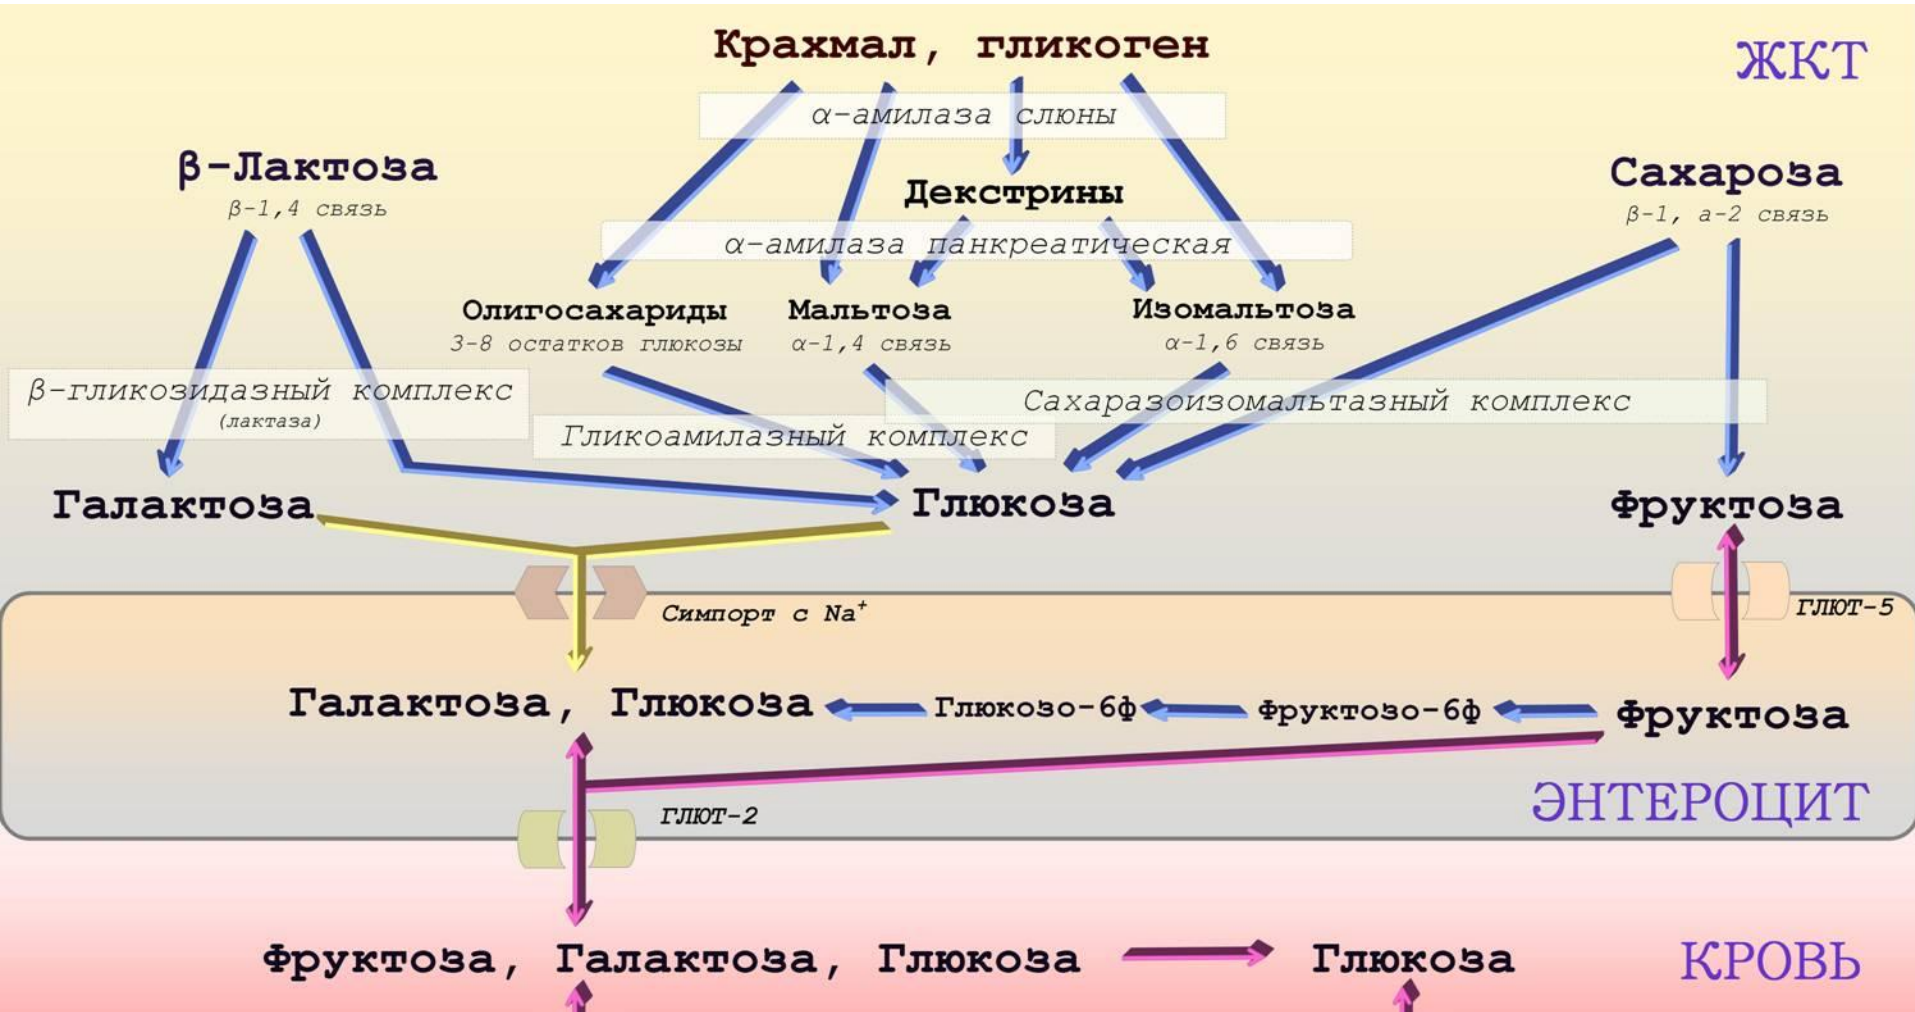 Крахмал, гликоген
ЖКТ
α-амилаза слюны
β-Лактоза
β-1,4 связь
Декстрины
Сахароза
β-1, а-2 связь
α-амилаза панкреатическая
Олигосахариды
3-8 остатков глюкозы
Мальтоза
α-1,4 связь
Изомальтоза
α-1,6 связь
β-гликозидазный комплекс
(лактаза)
Сахаразоизомальтазный комплекс
Гликоамилазный комплекс
Галактоза
Глюкоза
Фруктоза
Симпорт с Na⁺
ГЛЮТ-5
Галактоза, Глюкоза
Глюкозо-6ф
Фруктозо-6ф
Фруктоза
ЭНТЕРОЦИТ
ГЛЮТ-2
Фруктоза, Галактоза, Глюкоза
Глюкоза
КРОВЬ